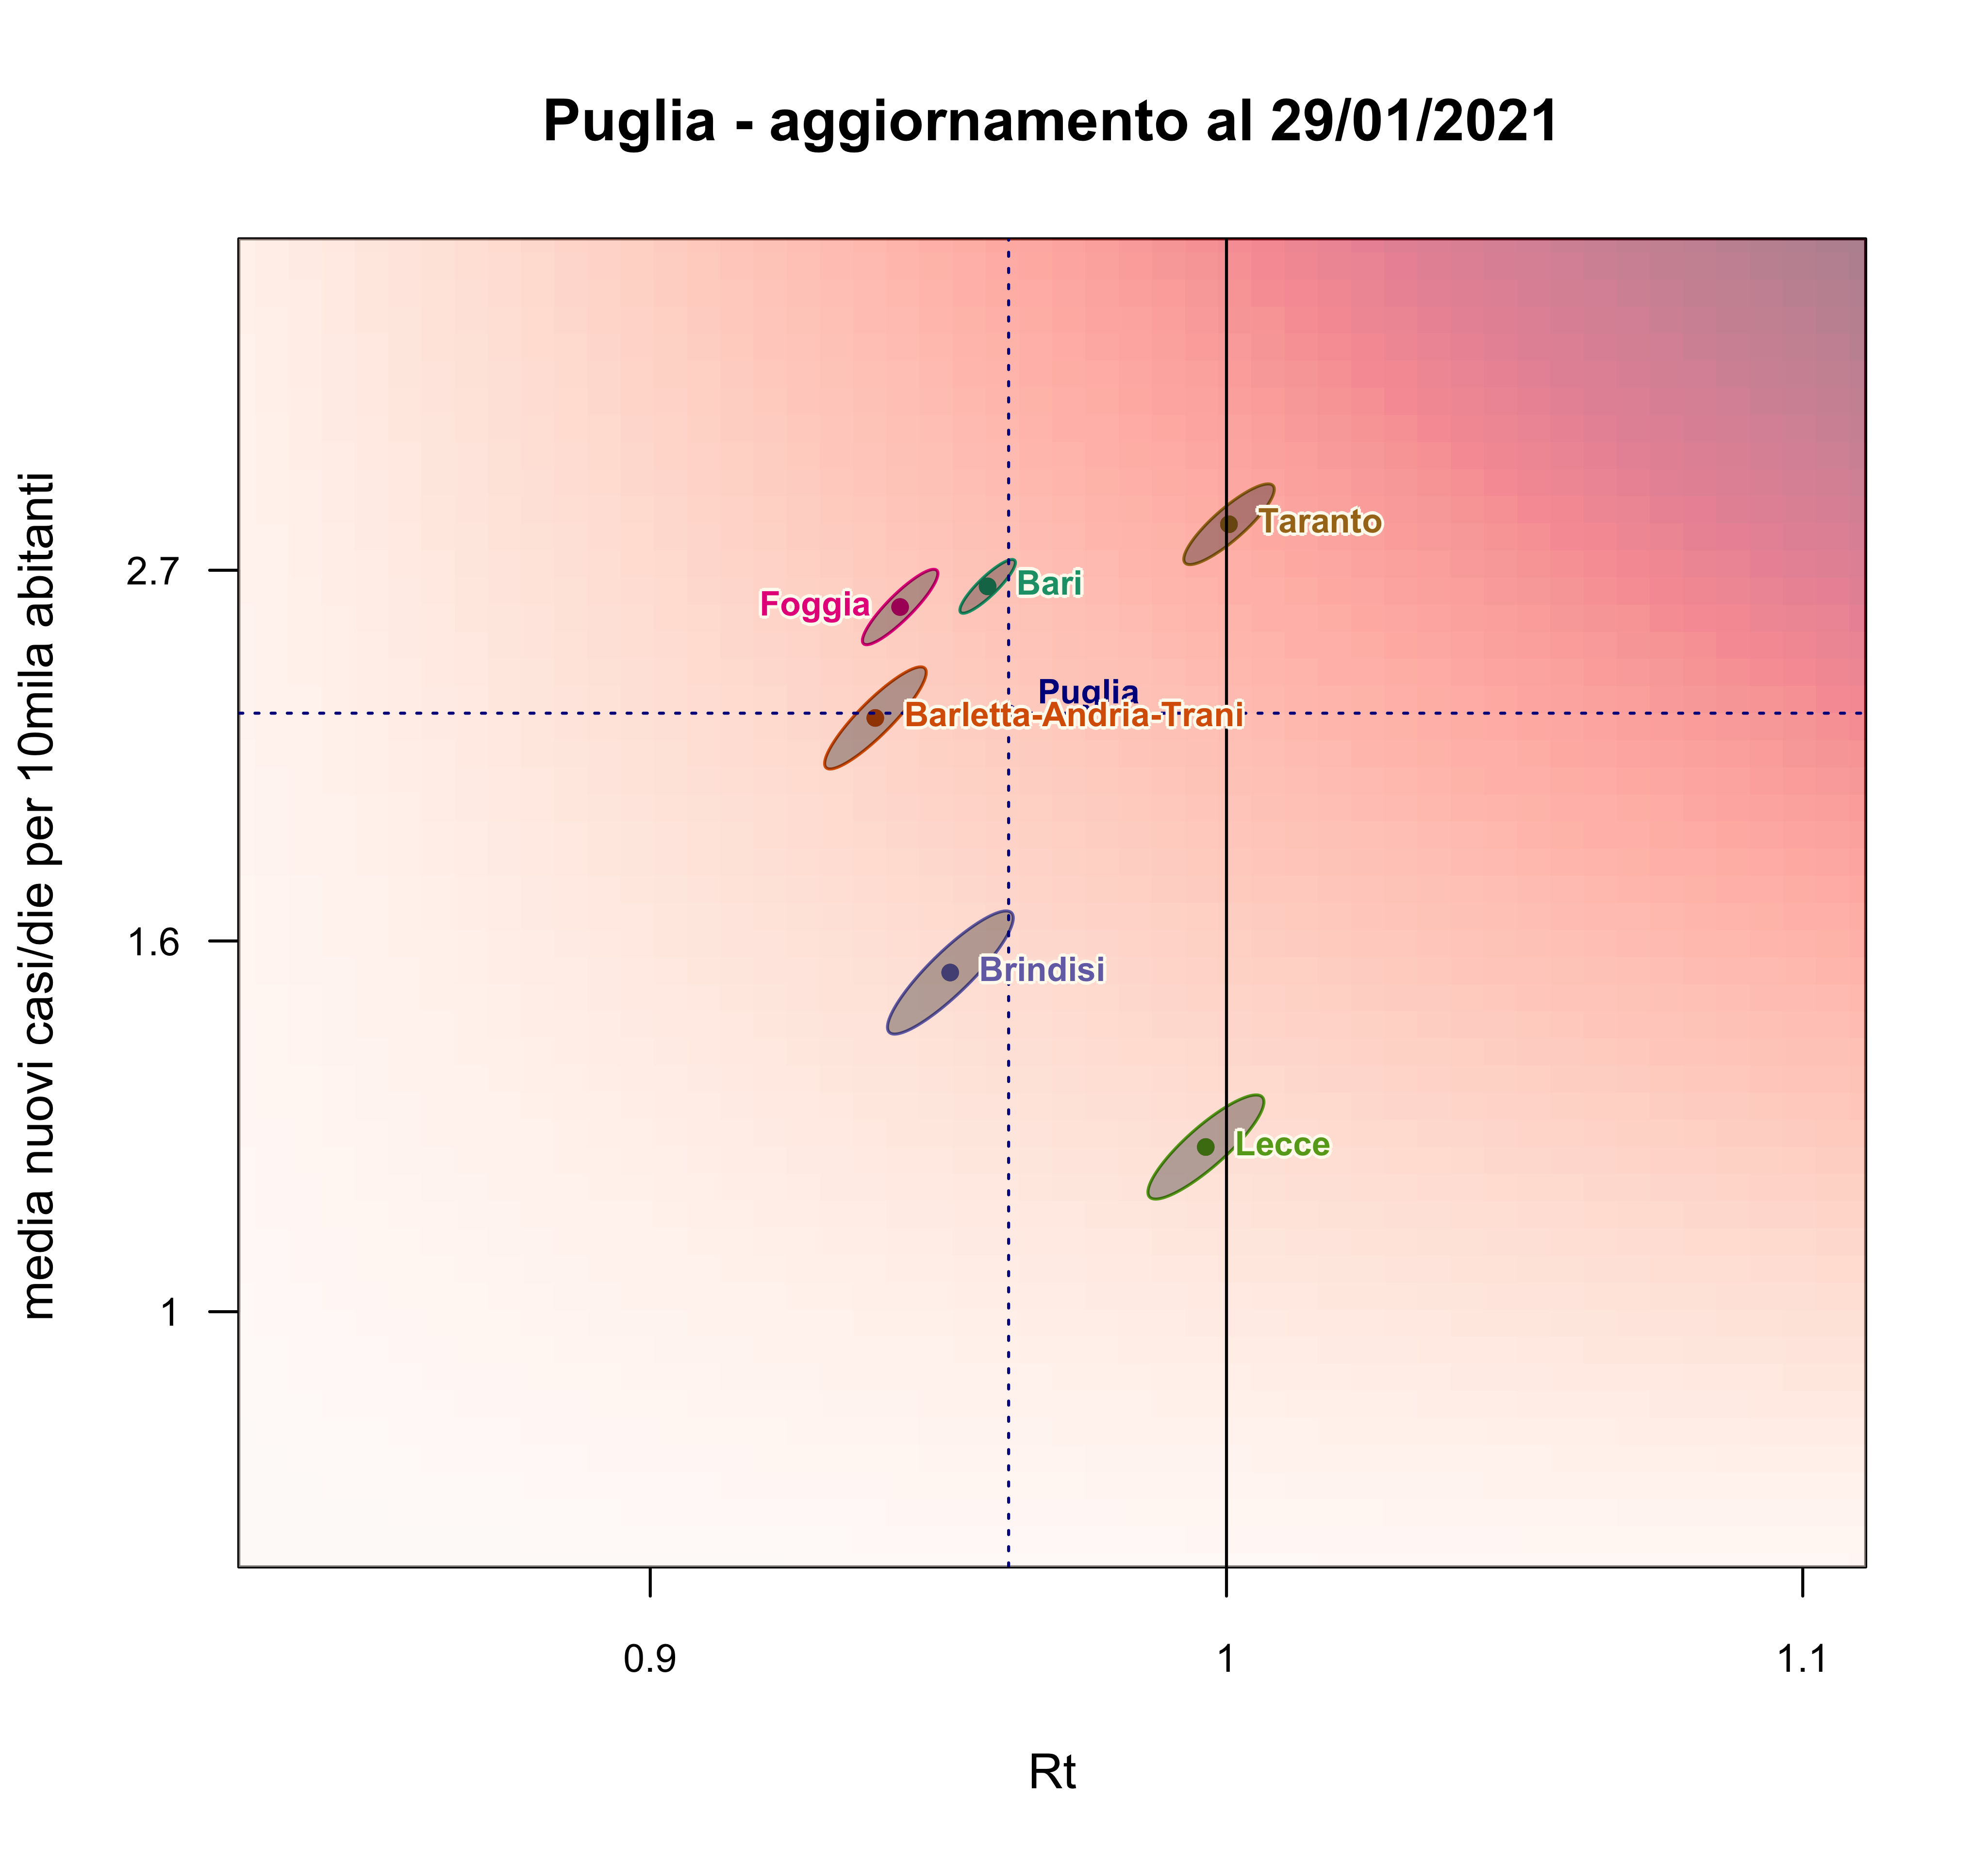 Puglia - aggiornamento al 29/01/2021
media nuovi casi/die per 10mila abitanti
2.7
1.6
1
Taranto
Bari
Foggia
Puglia
Barletta-Andria-Trani
Brindisi
Lecce
0.9
1
1.1
Rt